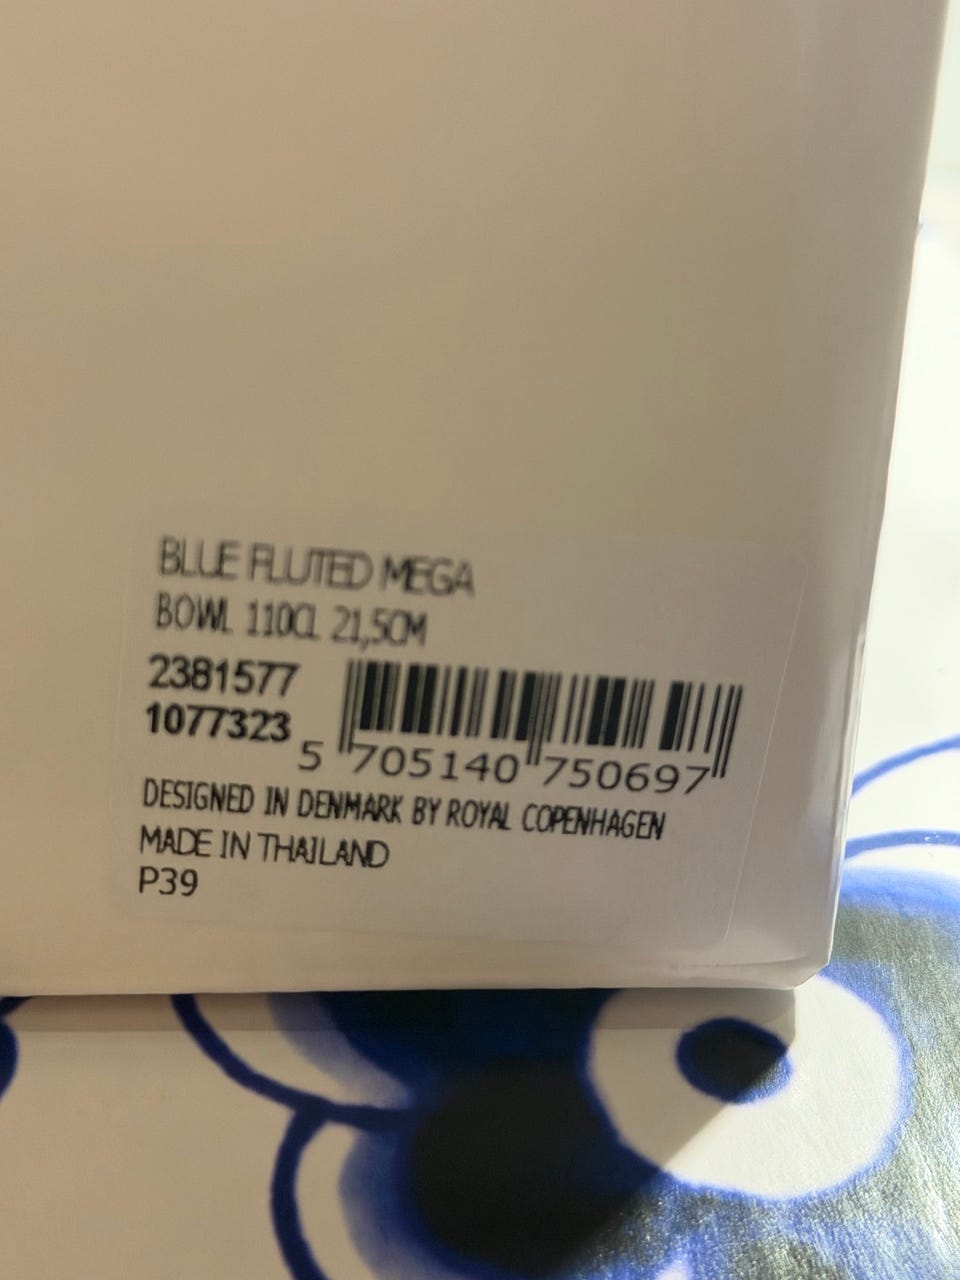 BLUE FLUTED MEGA
BOWL 110CL 21,5CM
2381577
1077323
5 705140 750697
DESIGNED IN DENMARK BY ROYAL COPENHAGEN
MADE IN THAILAND
P39